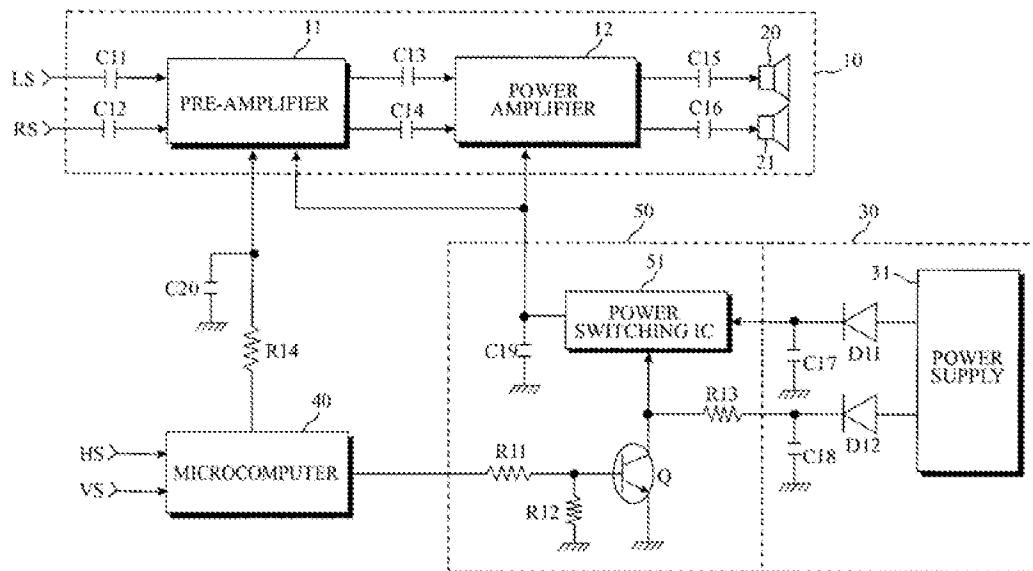 11
12
20
LS
C11
C13
C15
10
PRE-AMPLIFIER
POWER
AMPLIFIER
RS
C12
C14
C16
21
50
30
51
31
C20
POWER
SWITCHING IC
R14
C19
C17
D11
POWER
SUPPLY
R13
40
C18
D12
HS
MICROCOMPUTER
R11
Q
VS
R12